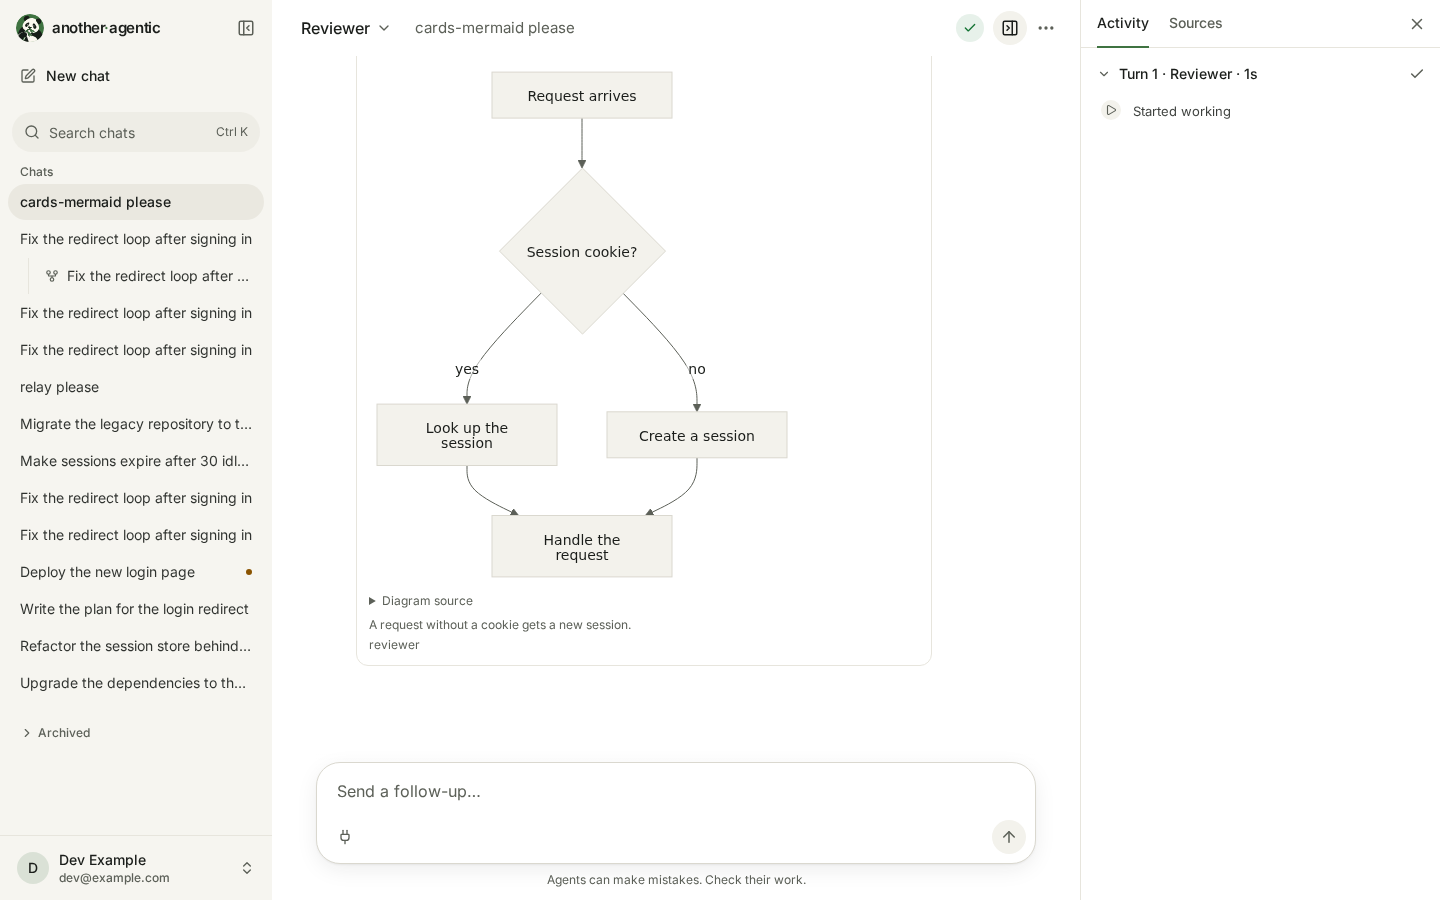 another·agentic
New chat
Search chats
Ctrl K
Chats
cards-mermaid please
Fix the redirect loop after signing in
Fix the redirect loop after ...
Fix the redirect loop after signing in
Fix the redirect loop after signing in
relay please
Migrate the legacy repository to t...
Make sessions expire after 30 idl...
Fix the redirect loop after signing in
Fix the redirect loop after signing in
Deploy the new login page
Write the plan for the login redirect
Refactor the session store behind...
Upgrade the dependencies to th...
Archived
D
Dev Example
dev@example.com
Reviewer
cards-mermaid please
Request arrives
Session cookie?
yes
no
Look up the
session
Create a session
Handle the
request
Diagram source
A request without a cookie gets a new session.
reviewer
Send a follow-up...
Agents can make mistakes. Check their work.
Activity
Sources
Turn 1 · Reviewer · 1s
Started working